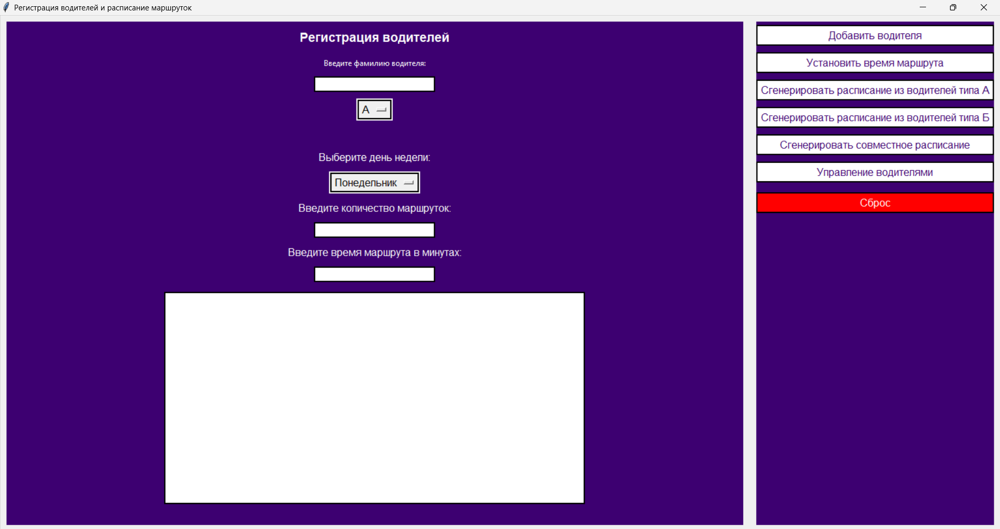 Регистрация водителей и расписание маршруток
Регистрация водителей
Введите фамилию водителя:
А
Выберите день недели:
Понедельник
Введите количество маршруток:
Введите время маршрута в минутах:
Добавить водителя
Установить время маршрута
Сгенерировать расписание из водителей типа А
Сгенерировать расписание из водителей типа Б
Сгенерировать совместное расписание
Управление водителями
Сброс